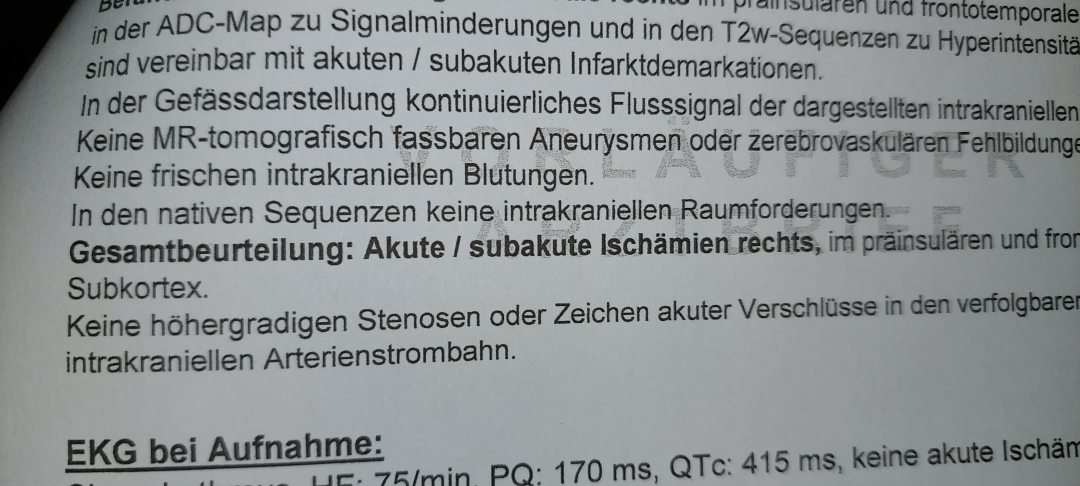 im präinsulären und frontotemporale
in der ADC-Map zu Signalminderungen und in den T2w-Sequenzen zu Hyperintensitä
sind vereinbar mit akuten / subakuten Infarktdemarkationen.
In der Gefässdarstellung kontinuierliches Flusssignal der dargestellten intrakraniellen
Keine MR-tomografisch fassbaren Aneurysmen oder zerebrovaskulären Fehlbildunge
VORLÄUFIGER
Keine frischen intrakraniellen Blutungen.
In den nativen Sequenzen keine intrakraniellen Raumforderungen.
ARZTBRIEF
Gesamtbeurteilung: Akute / subakute Ischämien rechts, im präinsulären und fron
Subkortex.
Keine höhergradigen Stenosen oder Zeichen akuter Verschlüsse in den verfolgbaren
intrakraniellen Arterienstrombahn.
EKG bei Aufnahme:
HF: 75/min, PQ: 170 ms, QTc: 415 ms, keine akute Ischäm